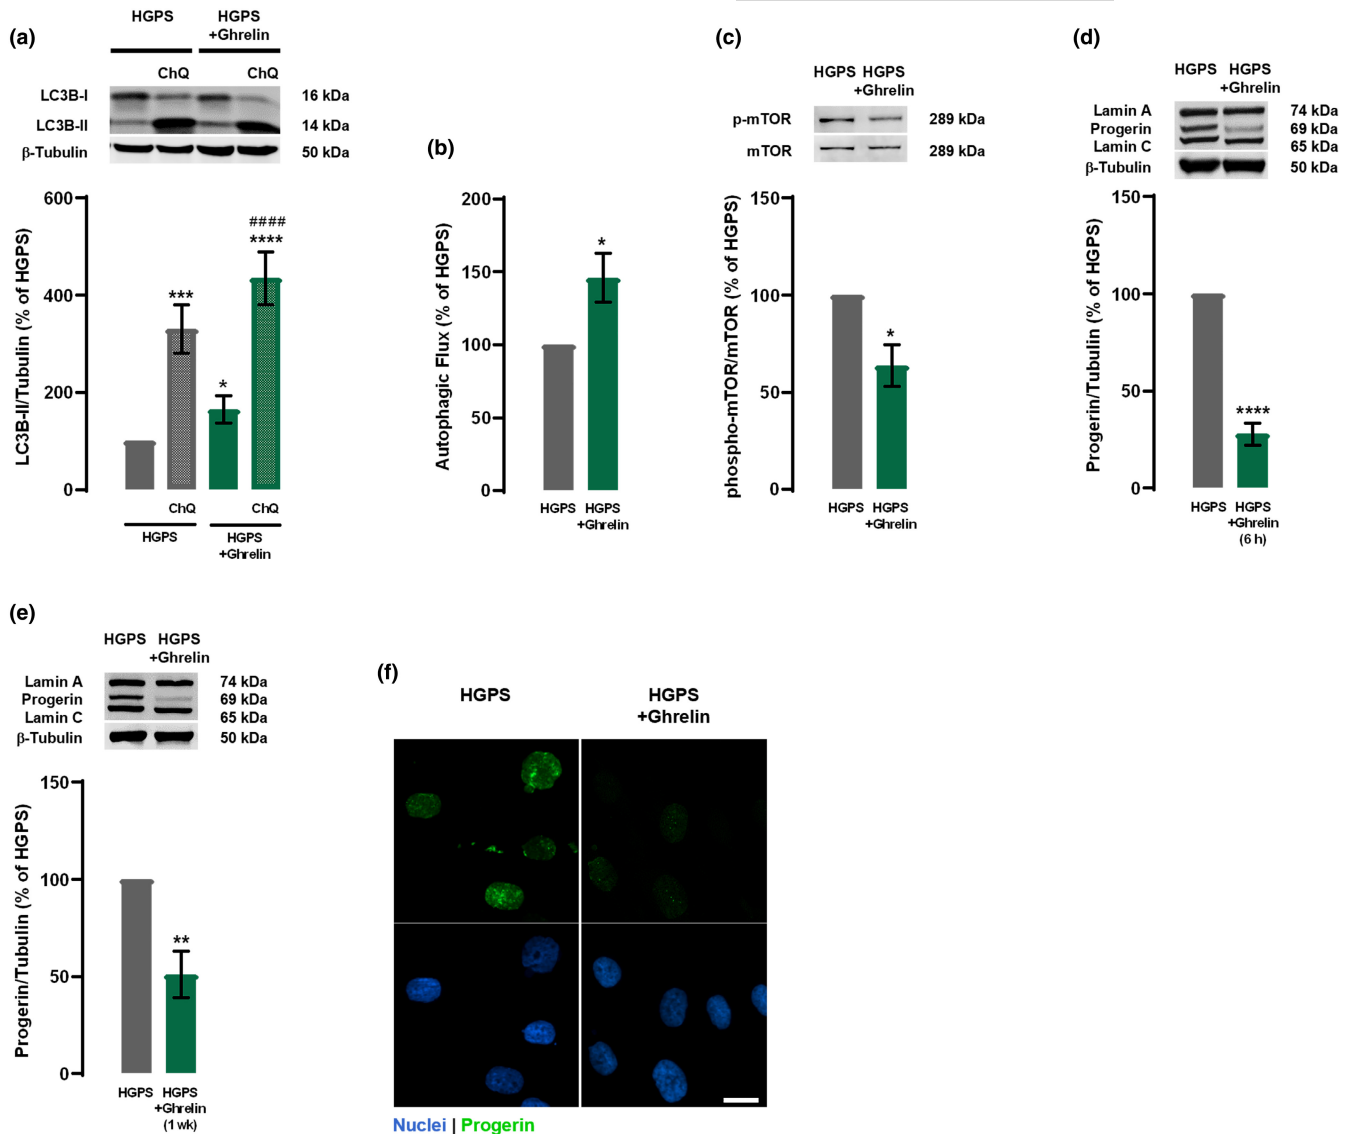 (a)
HGPS
HGPS
+Ghrelin
ChQ
ChQ
LC3B-I
16 kDa
LC3B-II
14 kDa
β-Tubulin
50 kDa
LC3B-II/Tubulin (% of HGPS)
600
400
200
0
***
*
####
****
ChQ
ChQ
HGPS
HGPS
+Ghrelin
(b)
Autophagic Flux (% of HGPS)
200
150
100
50
0
*
HGPS
HGPS
+Ghrelin
(c)
HGPS
HGPS
+Ghrelin
p-mTOR
289 kDa
mTOR
289 kDa
phospho-mTOR/mTOR (% of HGPS)
150
100
50
0
*
HGPS
HGPS
+Ghrelin
(d)
HGPS
HGPS
+Ghrelin
Lamin A
74 kDa
Progerin
69 kDa
Lamin C
65 kDa
β-Tubulin
50 kDa
Progerin/Tubulin (% of HGPS)
150
100
50
0
****
HGPS
HGPS
+Ghrelin
(6 h)
(e)
HGPS
HGPS
+Ghrelin
Lamin A
74 kDa
Progerin
69 kDa
Lamin C
65 kDa
β-Tubulin
50 kDa
Progerin/Tubulin (% of HGPS)
150
100
50
0
**
HGPS
HGPS
+Ghrelin
(1 wk)
(f)
HGPS
HGPS
+Ghrelin
Nuclei | Progerin